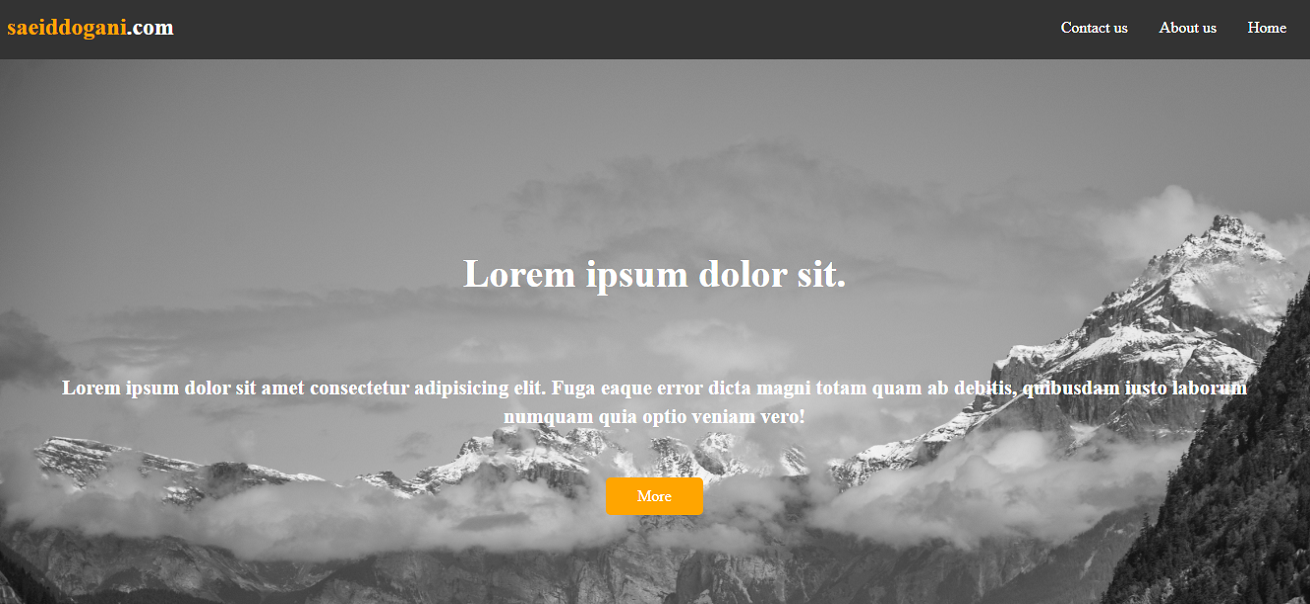 saeiddogani.com
Contact us About us Home
Lorem ipsum dolor sit.
Lorem ipsum dolor sit amet consectetur adipisicing elit. Fuga eaque error dicta magni totam quam ab debitis, quibusdam iusto laborum
numquam quia optio veniam vero!
More